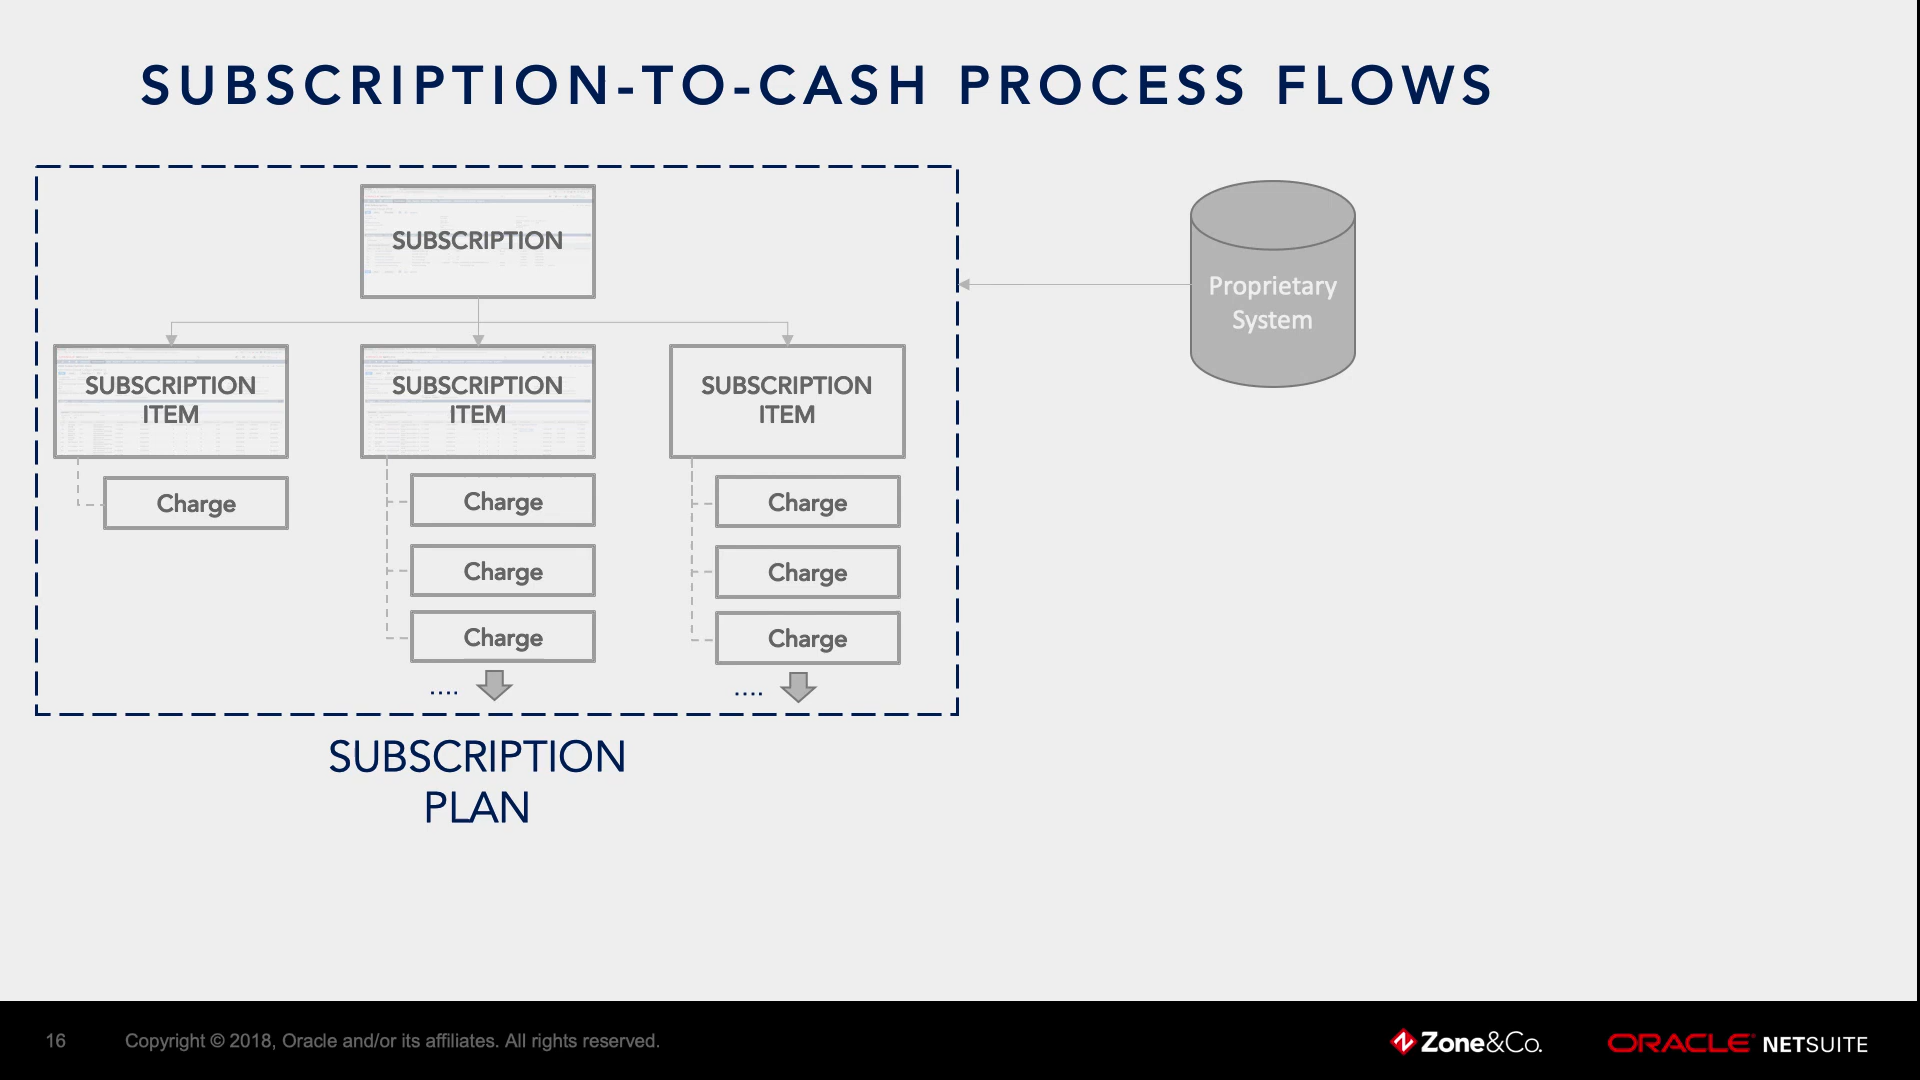 SUBSCRIPTION-TO-CASH PROCESS FLOWS
SUBSCRIPTION
Proprietary
System
SUBSCRIPTION
ITEM
SUBSCRIPTION
ITEM
SUBSCRIPTION
ITEM
Charge
Charge
Charge
Charge
Charge
Charge
Charge
....
....
SUBSCRIPTION
PLAN
16
Copyright © 2018, Oracle and/or its affiliates. All rights reserved.
Zone&Co.
ORACLE NETSUITE